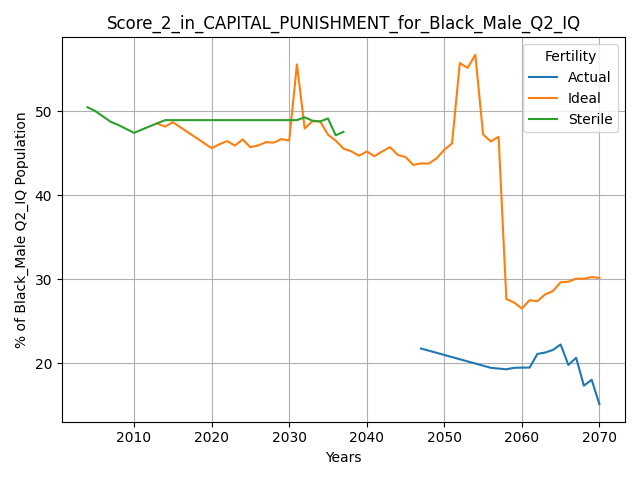 Score_2_in_CAPITAL_PUNISHMENT_for_Black_Male_Q2_IQ
Fertility
Actual
Ideal
Sterile
% of Black_Male Q2_IQ Population
50
40
30
20
2010 2020 2030 2040 2050 2060 2070
Years